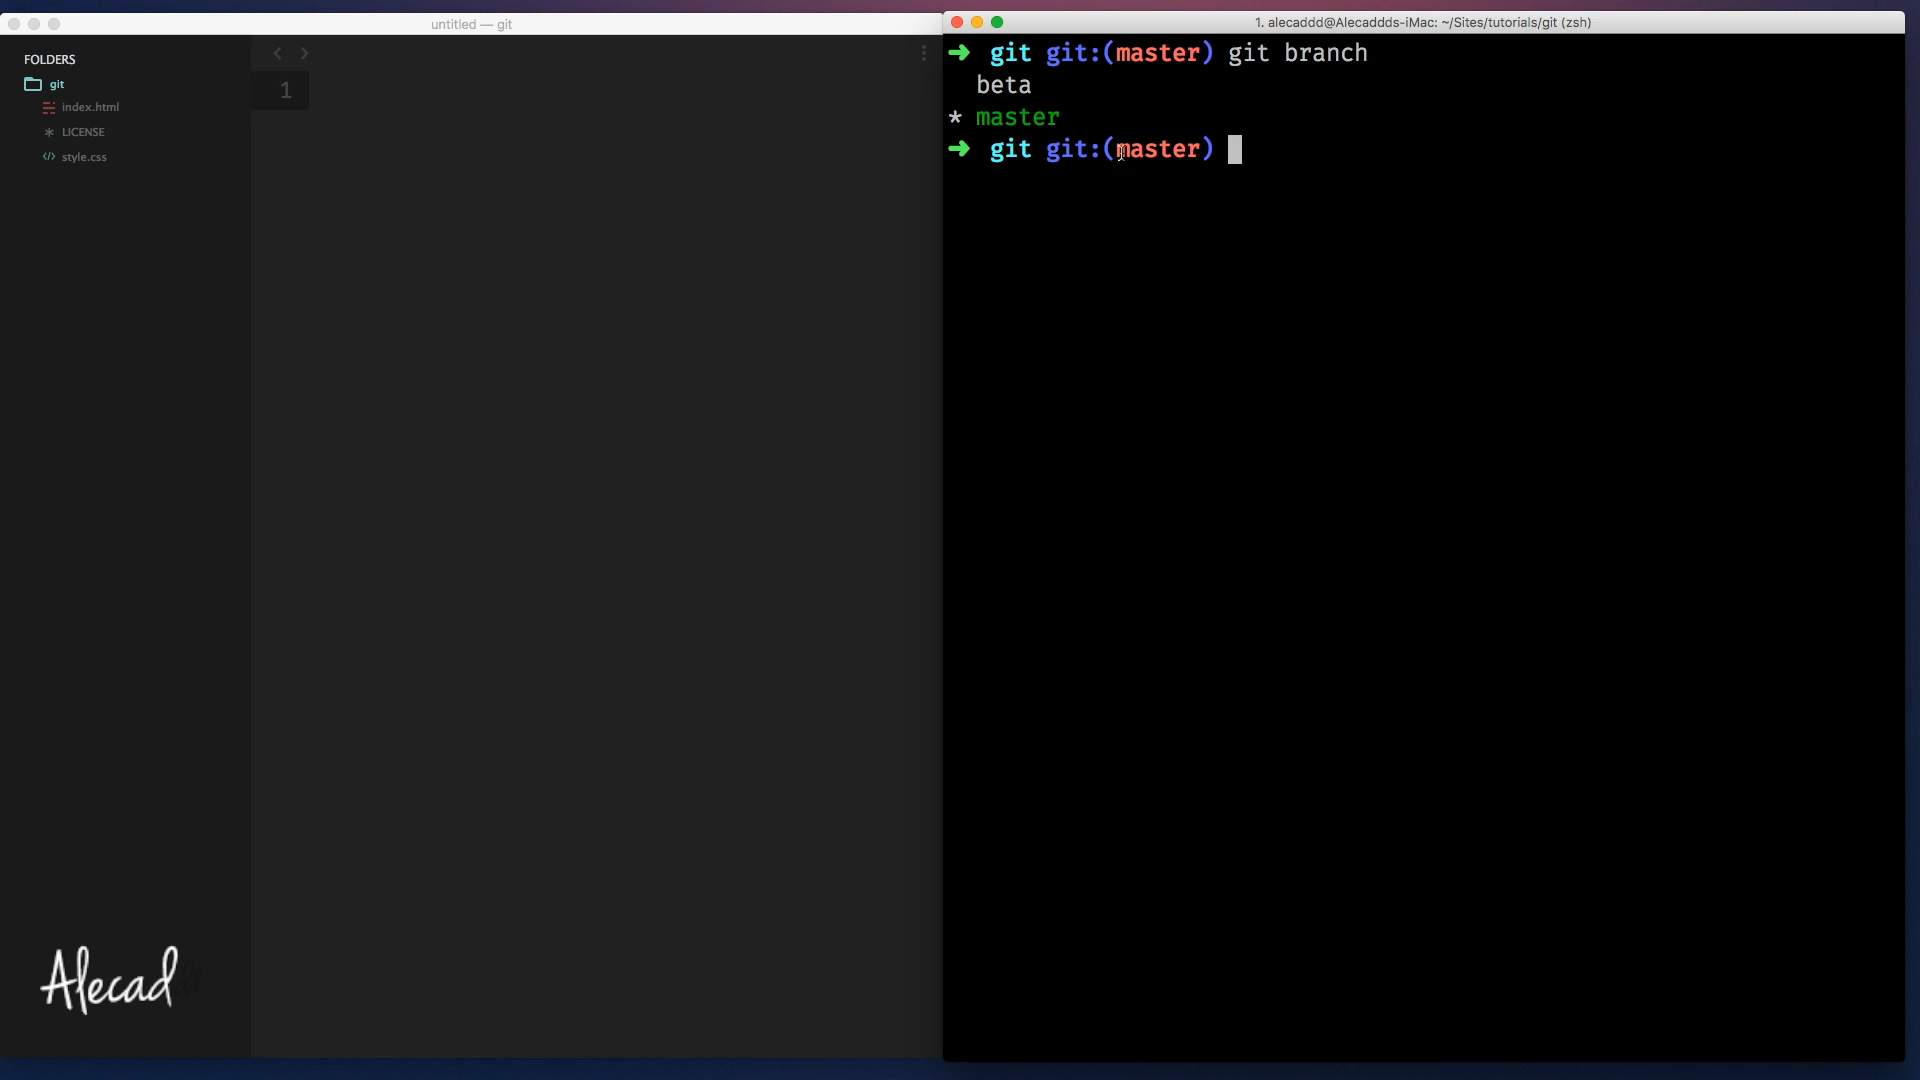 untitled — git
FOLDERS
git
index.html
LICENSE
style.css
1
Alecad
1. alecaddd@Alecaddds-iMac: ~/Sites/tutorials/git (zsh)
➜ git git:(master) git branch
beta
* master
➜ git git:(master)